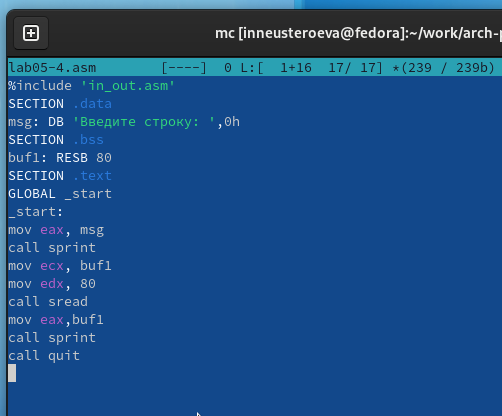 mc [inneusteroeva@fedora]:~/work/arch-p
lab05-4.asm [----] 0 L:[ 1+16 17/ 17] *(239 / 239b)
%include 'in_out.asm'
SECTION .data
msg: DB 'Введите строку: ',0h
SECTION .bss
buf1: RESB 80
SECTION .text
GLOBAL _start
_start:
mov eax, msg
call sprint
mov ecx, buf1
mov edx, 80
call sread
mov eax,buf1
call sprint
call quit